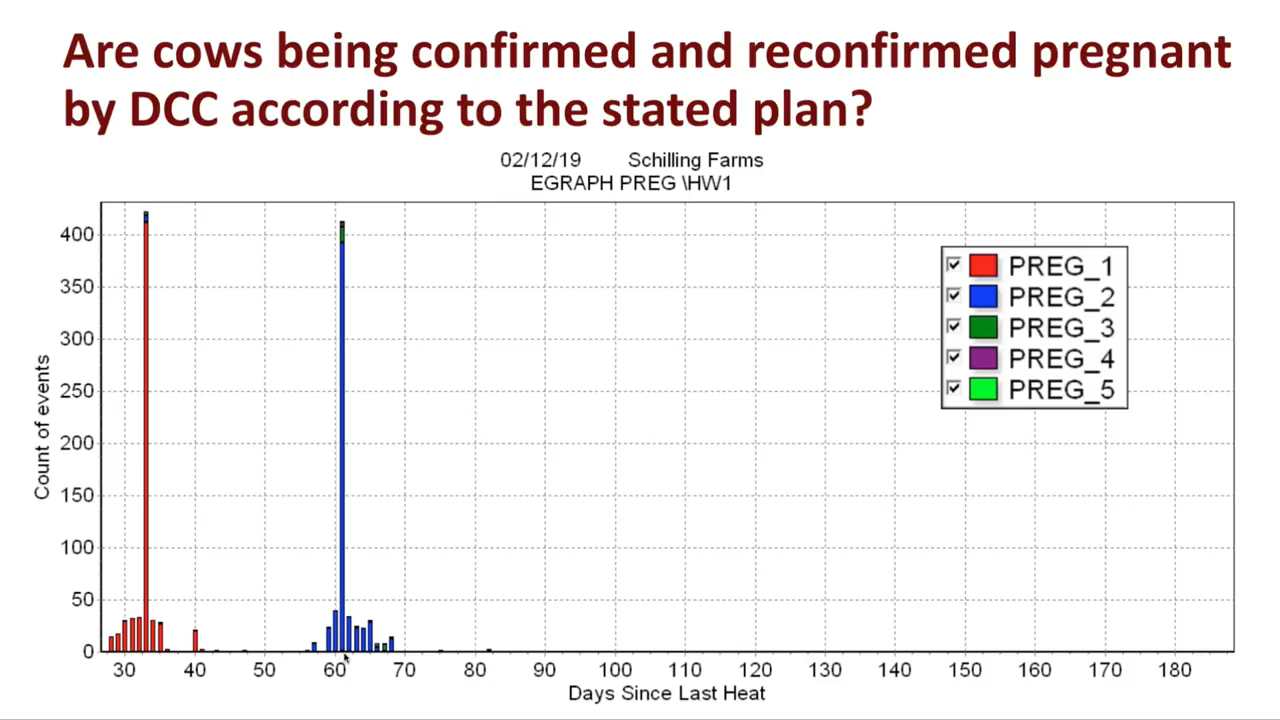 Are cows being confirmed and reconfirmed pregnant
by DCC according to the stated plan?
02/12/19 Schilling Farms
EGRAPH PREG \HW1
Count of events
400
350
300
250
200
150
100
50
0
PREG_1
PREG_2
PREG_3
PREG_4
PREG_5
30 40 50 60 70 80 90 100 110 120 130 140 150 160 170 180
Days Since Last Heat